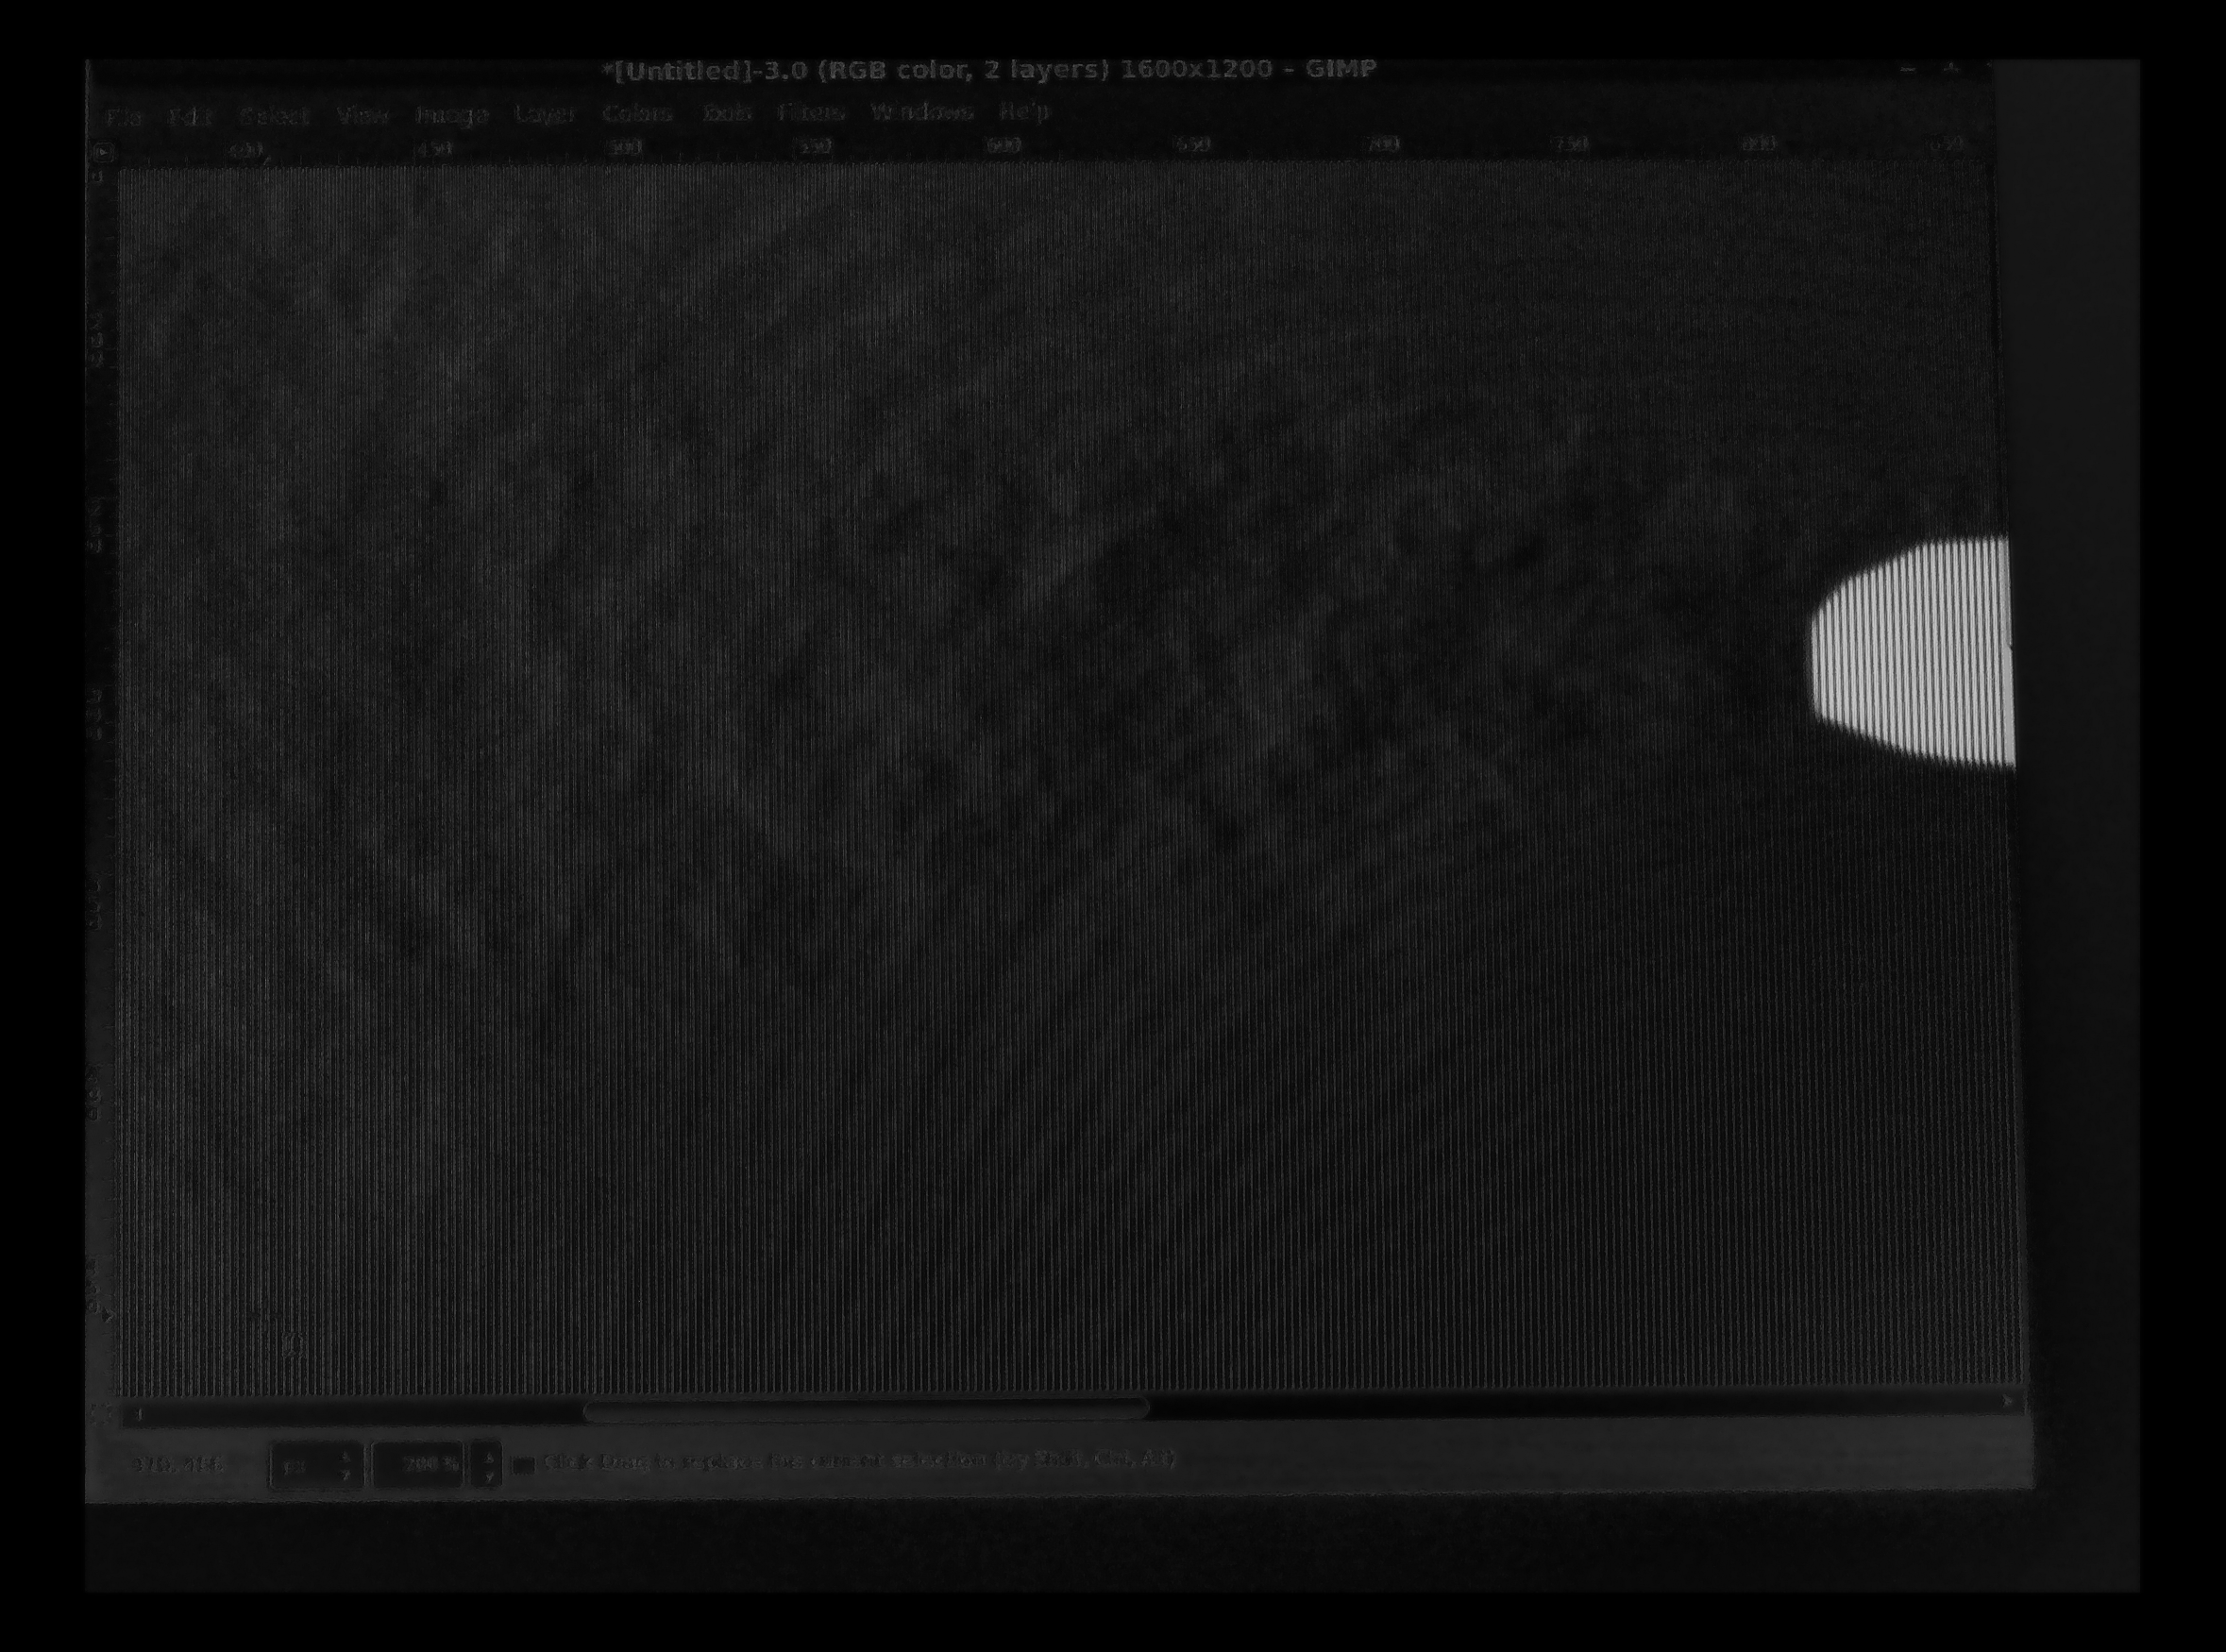 *[Untitled]-3.0 (RGB color, 2 layers) 1600x1200 – GIMP
File Edit Select View Image Layer Colors Tools Filters Windows Help
400 450 500 550 600 650 700 750 800 850
px 200 % Click-Drag to replace the current selection (try Shift, Ctrl, Alt)